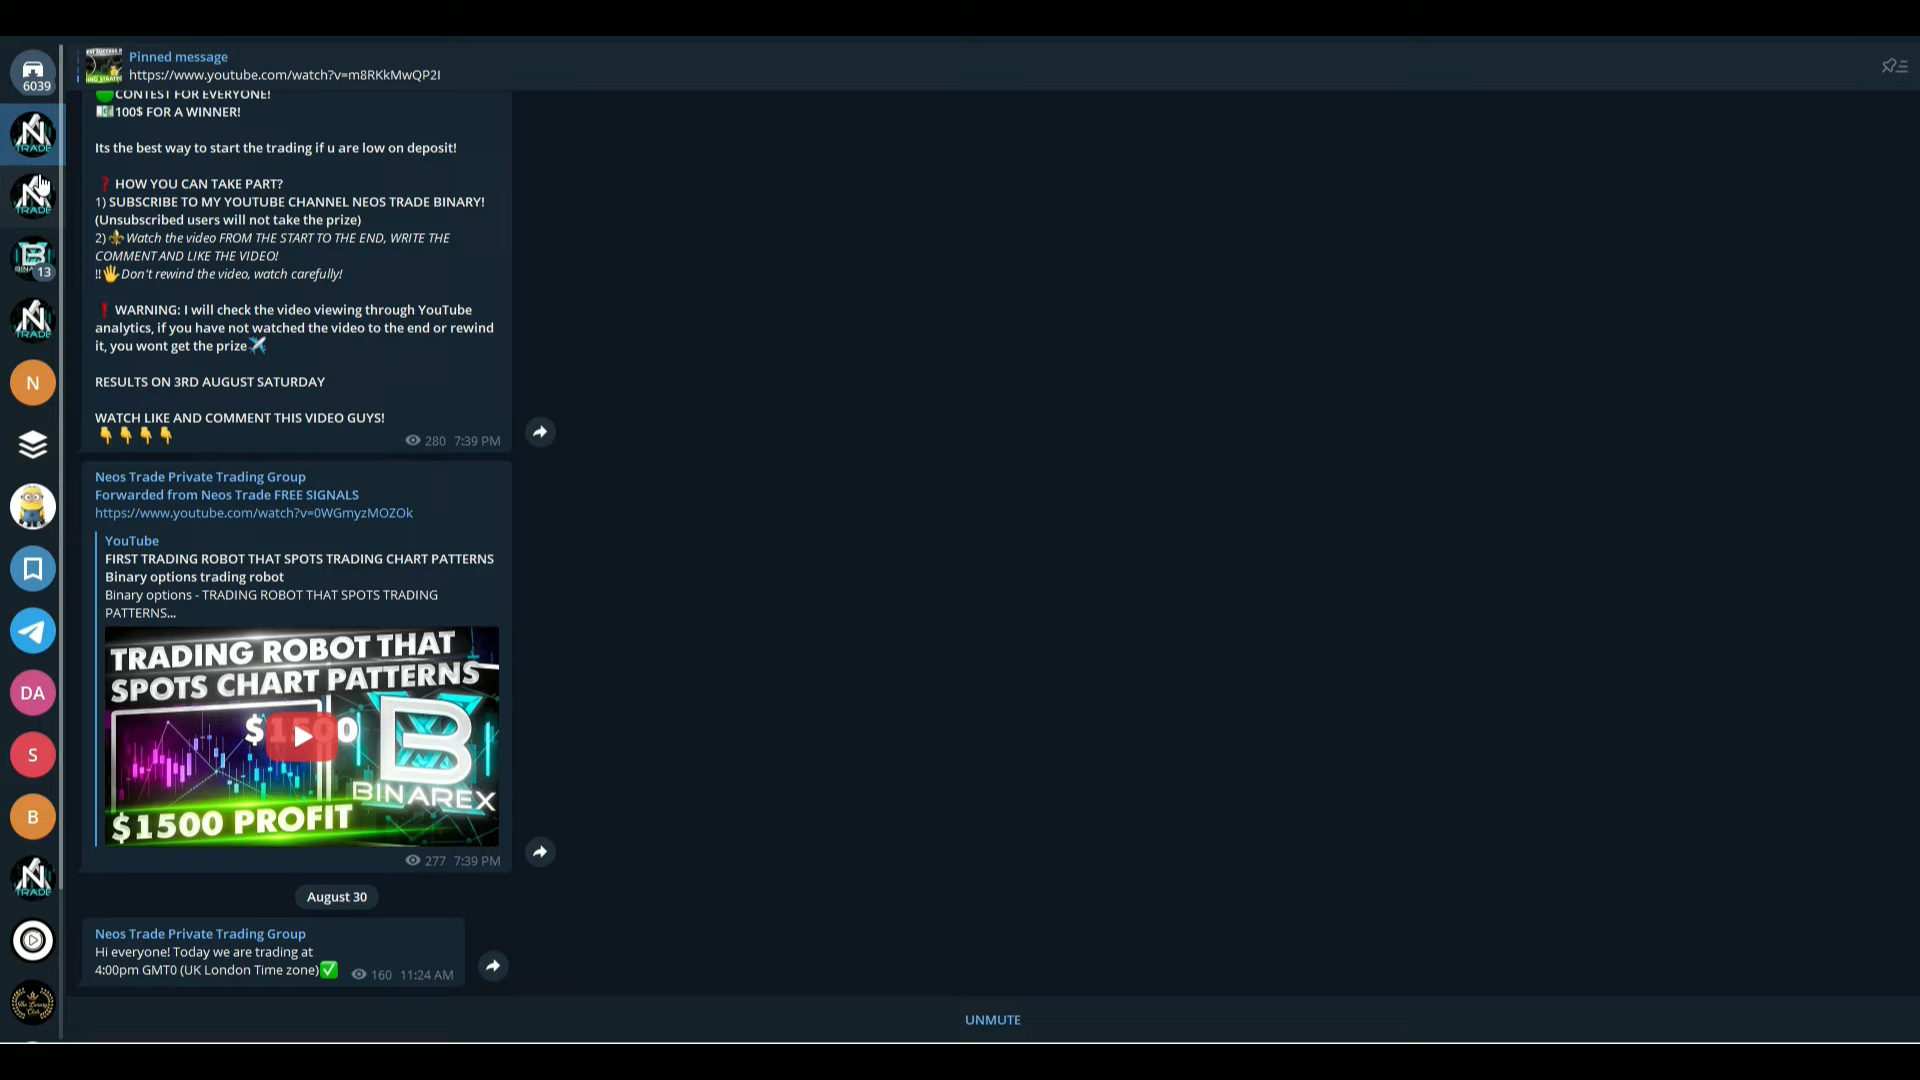 Pinned message
https://www.youtube.com/watch?v=m8RKkMwQP2I
6039
TRADE
TRADE
13
TRADE
N
DA
S
B
TRADE
CONTEST FOR EVERYONE!
💵100$ FOR A WINNER!
Its the best way to start the trading if u are low on deposit!
❓ HOW YOU CAN TAKE PART?
1) SUBSCRIBE TO MY YOUTUBE CHANNEL NEOS TRADE BINARY!
(Unsubscribed users will not take the prize)
2)⚜️Watch the video FROM THE START TO THE END, WRITE THE
COMMENT AND LIKE THE VIDEO!
‼️🖐Don't rewind the video, watch carefully!
❗ WARNING: I will check the video viewing through YouTube
analytics, if you have not watched the video to the end or rewind
it, you wont get the prize✈️
RESULTS ON 3RD AUGUST SATURDAY
WATCH LIKE AND COMMENT THIS VIDEO GUYS!
👇👇👇👇
280 7:39 PM
Neos Trade Private Trading Group
Forwarded from Neos Trade FREE SIGNALS
https://www.youtube.com/watch?v=0WGmyzMOZOk
YouTube
FIRST TRADING ROBOT THAT SPOTS TRADING CHART PATTERNS
Binary options trading robot
Binary options - TRADING ROBOT THAT SPOTS TRADING
PATTERNS...
TRADING ROBOT THAT
SPOTS CHART PATTERNS
$1500
BINAREX
$1500 PROFIT
277 7:39 PM
August 30
Neos Trade Private Trading Group
Hi everyone! Today we are trading at
4:00pm GMT0 (UK London Time zone)✅
160 11:24 AM
UNMUTE